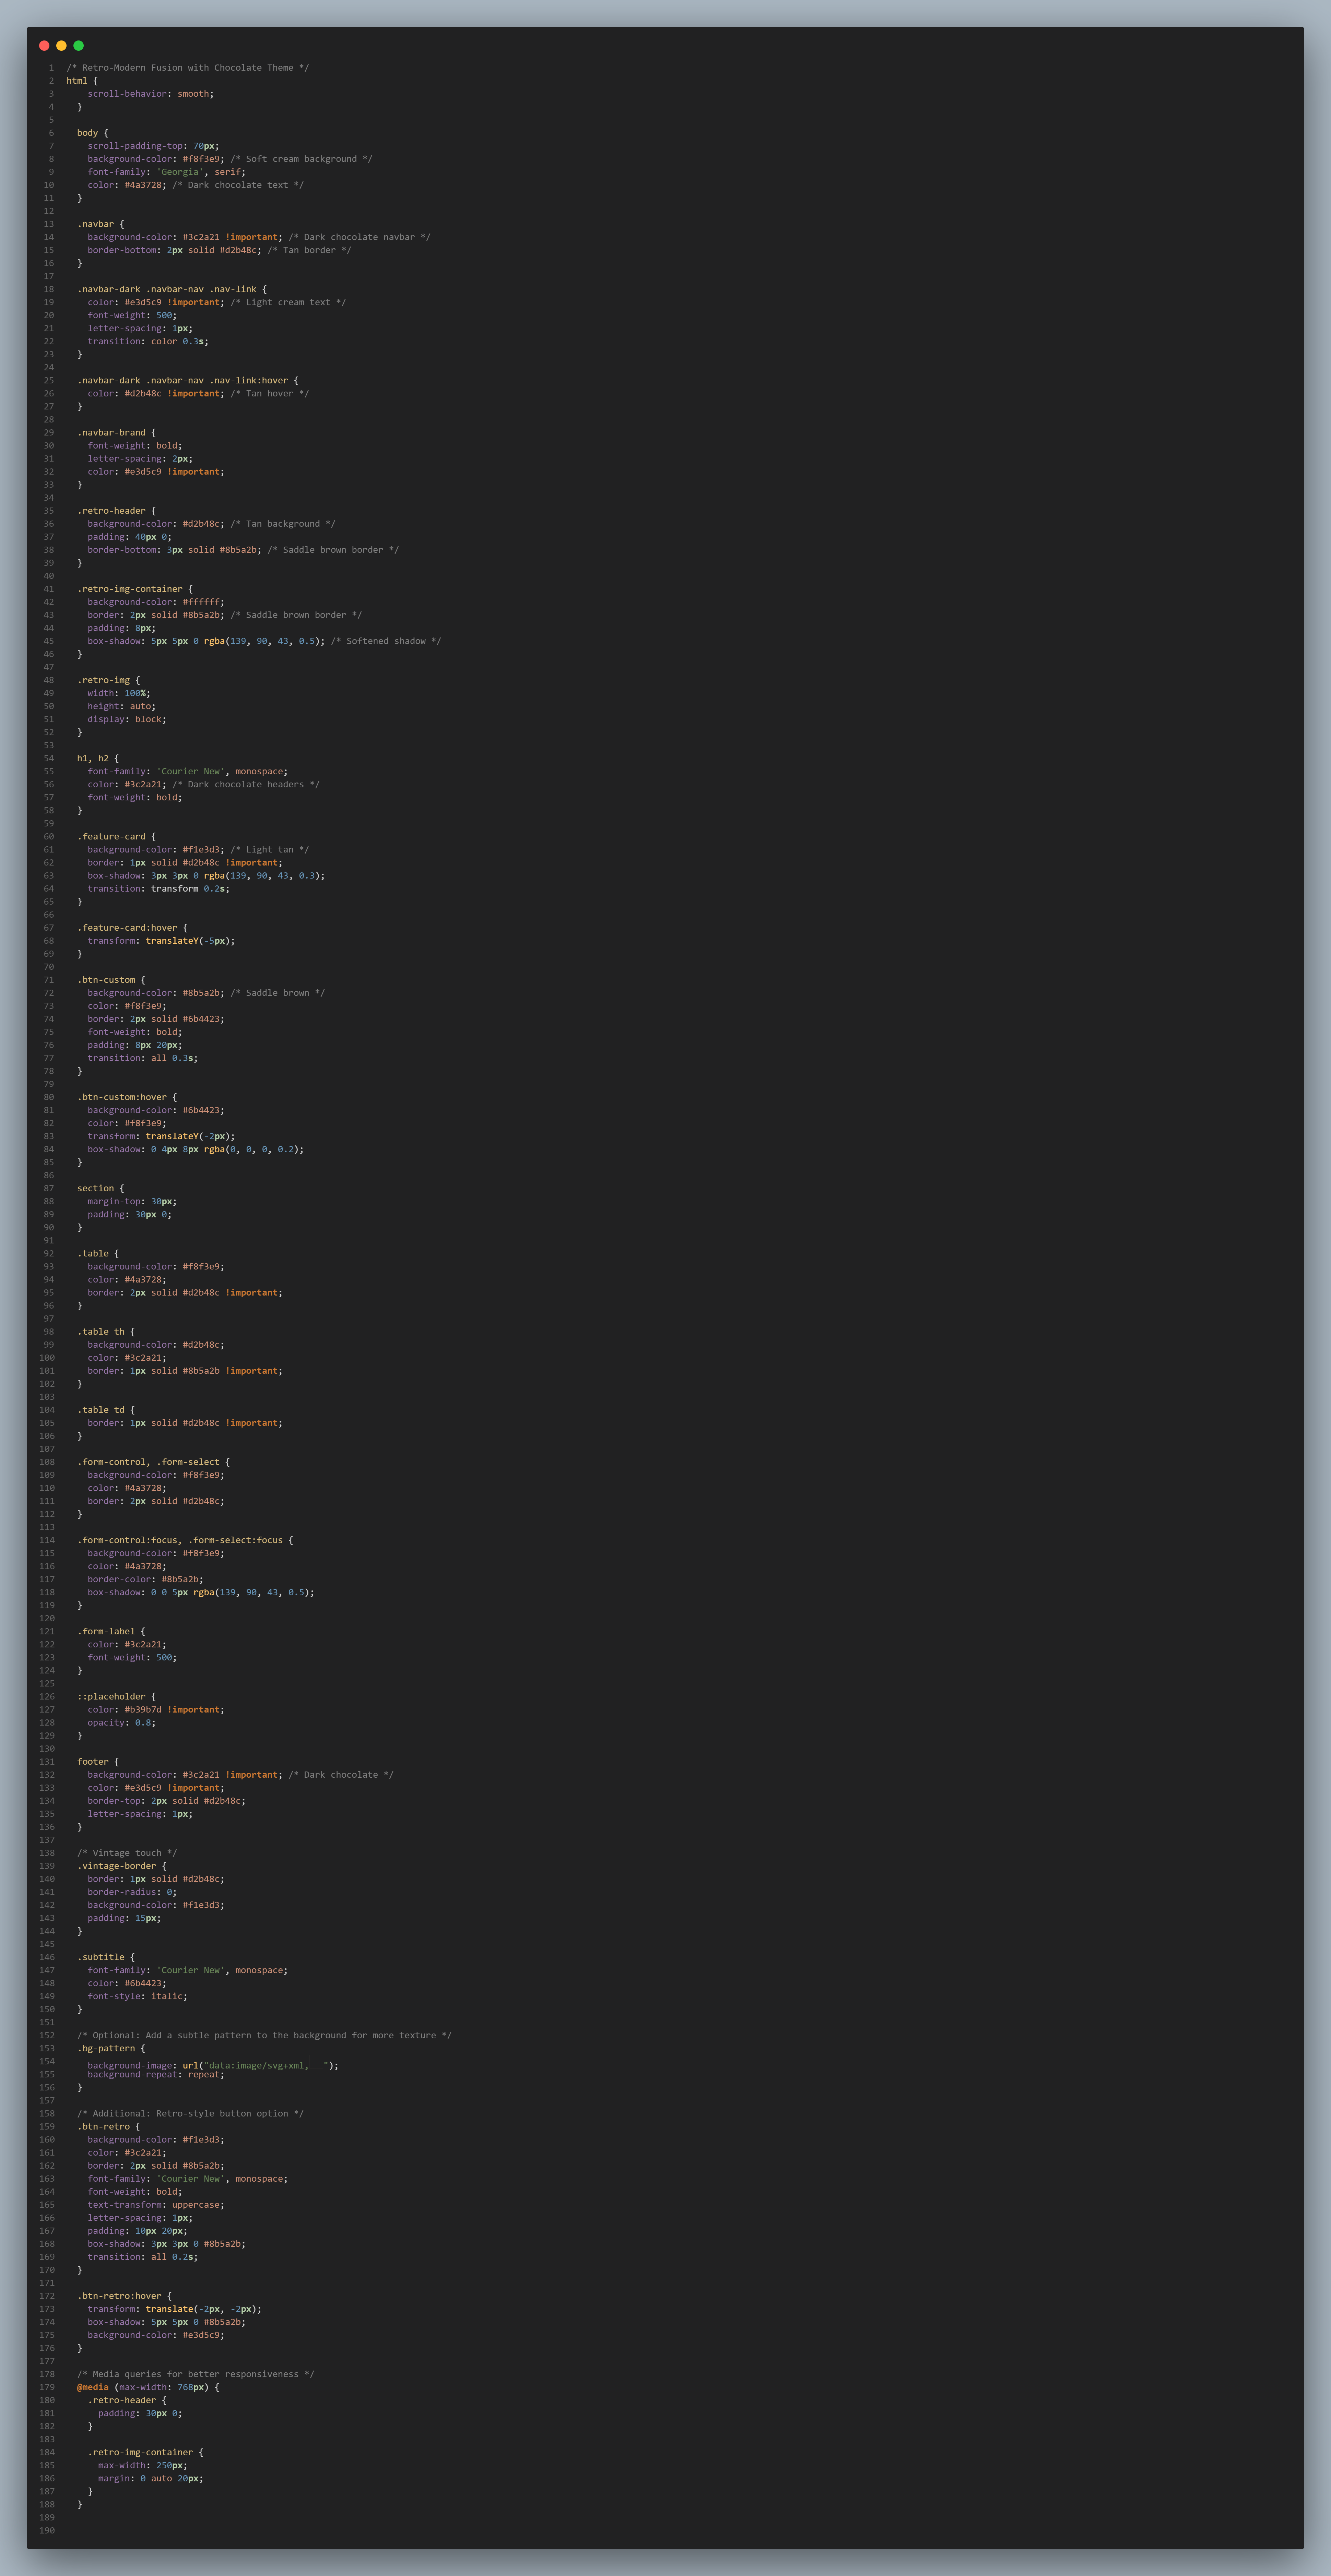 1 /* Retro-Modern Fusion with Chocolate Theme */
2 html {
3 scroll-behavior: smooth;
4 }
5
6 body {
7 scroll-padding-top: 70px;
8 background-color: #f8f3e9; /* Soft cream background */
9 font-family: 'Georgia', serif;
10 color: #4a3728; /* Dark chocolate text */
11 }
12
13 .navbar {
14 background-color: #3c2a21 !important; /* Dark chocolate navbar */
15 border-bottom: 2px solid #d2b48c; /* Tan border */
16 }
17
18 .navbar-dark .navbar-nav .nav-link {
19 color: #e3d5c9 !important; /* Light cream text */
20 font-weight: 500;
21 letter-spacing: 1px;
22 transition: color 0.3s;
23 }
24
25 .navbar-dark .navbar-nav .nav-link:hover {
26 color: #d2b48c !important; /* Tan hover */
27 }
28
29 .navbar-brand {
30 font-weight: bold;
31 letter-spacing: 2px;
32 color: #e3d5c9 !important;
33 }
34
35 .retro-header {
36 background-color: #d2b48c; /* Tan background */
37 padding: 40px 0;
38 border-bottom: 3px solid #8b5a2b; /* Saddle brown border */
39 }
40
41 .retro-img-container {
42 background-color: #ffffff;
43 border: 2px solid #8b5a2b; /* Saddle brown border */
44 padding: 8px;
45 box-shadow: 5px 5px 0 rgba(139, 90, 43, 0.5); /* Softened shadow */
46 }
47
48 .retro-img {
49 width: 100%;
50 height: auto;
51 display: block;
52 }
53
54 h1, h2 {
55 font-family: 'Courier New', monospace;
56 color: #3c2a21; /* Dark chocolate headers */
57 font-weight: bold;
58 }
59
60 .feature-card {
61 background-color: #f1e3d3; /* Light tan */
62 border: 1px solid #d2b48c !important;
63 box-shadow: 3px 3px 0 rgba(139, 90, 43, 0.3);
64 transition: transform 0.2s;
65 }
66
67 .feature-card:hover {
68 transform: translateY(-5px);
69 }
70
71 .btn-custom {
72 background-color: #8b5a2b; /* Saddle brown */
73 color: #f8f3e9;
74 border: 2px solid #6b4423;
75 font-weight: bold;
76 padding: 8px 20px;
77 transition: all 0.3s;
78 }
79
80 .btn-custom:hover {
81 background-color: #6b4423;
82 color: #f8f3e9;
83 transform: translateY(-2px);
84 box-shadow: 0 4px 8px rgba(0, 0, 0, 0.2);
85 }
86
87 section {
88 margin-top: 30px;
89 padding: 30px 0;
90 }
91
92 .table {
93 background-color: #f8f3e9;
94 color: #4a3728;
95 border: 2px solid #d2b48c !important;
96 }
97
98 .table th {
99 background-color: #d2b48c;
100 color: #3c2a21;
101 border: 1px solid #8b5a2b !important;
102 }
103
104 .table td {
105 border: 1px solid #d2b48c !important;
106 }
107
108 .form-control, .form-select {
109 background-color: #f8f3e9;
110 color: #4a3728;
111 border: 2px solid #d2b48c;
112 }
113
114 .form-control:focus, .form-select:focus {
115 background-color: #f8f3e9;
116 color: #4a3728;
117 border-color: #8b5a2b;
118 box-shadow: 0 0 5px rgba(139, 90, 43, 0.5);
119 }
120
121 .form-label {
122 color: #3c2a21;
123 font-weight: 500;
124 }
125
126 ::placeholder {
127 color: #b39b7d !important;
128 opacity: 0.8;
129 }
130
131 footer {
132 background-color: #3c2a21 !important; /* Dark chocolate */
133 color: #e3d5c9 !important;
134 border-top: 2px solid #d2b48c;
135 letter-spacing: 1px;
136 }
137
138 /* Vintage touch */
139 .vintage-border {
140 border: 1px solid #d2b48c;
141 border-radius: 0;
142 background-color: #f1e3d3;
143 padding: 15px;
144 }
145
146 .subtitle {
147 font-family: 'Courier New', monospace;
148 color: #6b4423;
149 font-style: italic;
150 }
151
152 /* Optional: Add a subtle pattern to the background for more texture */
153 .bg-pattern {
154 background-image: url("data:image/svg+xml, ");
155 background-repeat: repeat;
156 }
157
158 /* Additional: Retro-style button option */
159 .btn-retro {
160 background-color: #f1e3d3;
161 color: #3c2a21;
162 border: 2px solid #8b5a2b;
163 font-family: 'Courier New', monospace;
164 font-weight: bold;
165 text-transform: uppercase;
166 letter-spacing: 1px;
167 padding: 10px 20px;
168 box-shadow: 3px 3px 0 #8b5a2b;
169 transition: all 0.2s;
170 }
171
172 .btn-retro:hover {
173 transform: translate(-2px, -2px);
174 box-shadow: 5px 5px 0 #8b5a2b;
175 background-color: #e3d5c9;
176 }
177
178 /* Media queries for better responsiveness */
179 @media (max-width: 768px) {
180 .retro-header {
181 padding: 30px 0;
182 }
183
184 .retro-img-container {
185 max-width: 250px;
186 margin: 0 auto 20px;
187 }
188 }
189
190